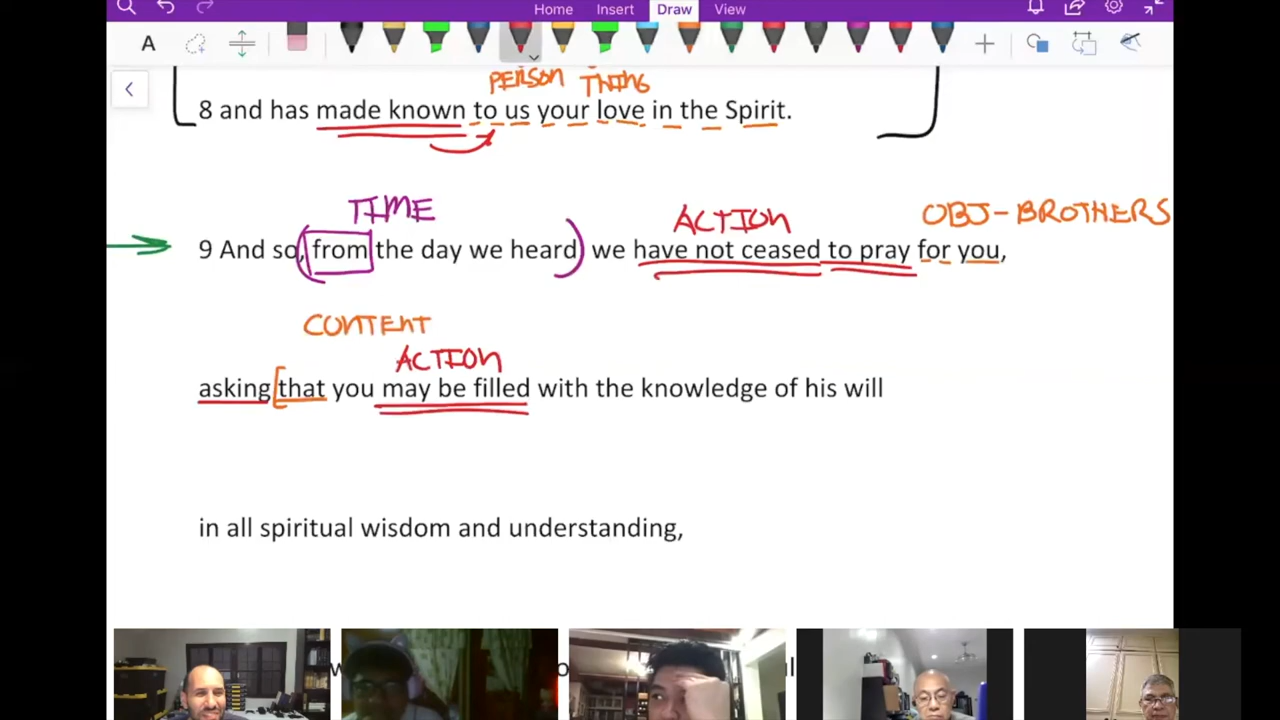 Home Insert Draw View
A
PERSON THING
8 and has made known to us your love in the Spirit.
TIME ACTION OBJ - BROTHERS
9 And so, from the day we heard) we have not ceased to pray for you,
CONTENT
ACTION
asking [that you may be filled with the knowledge of his will
in all spiritual wisdom and understanding,